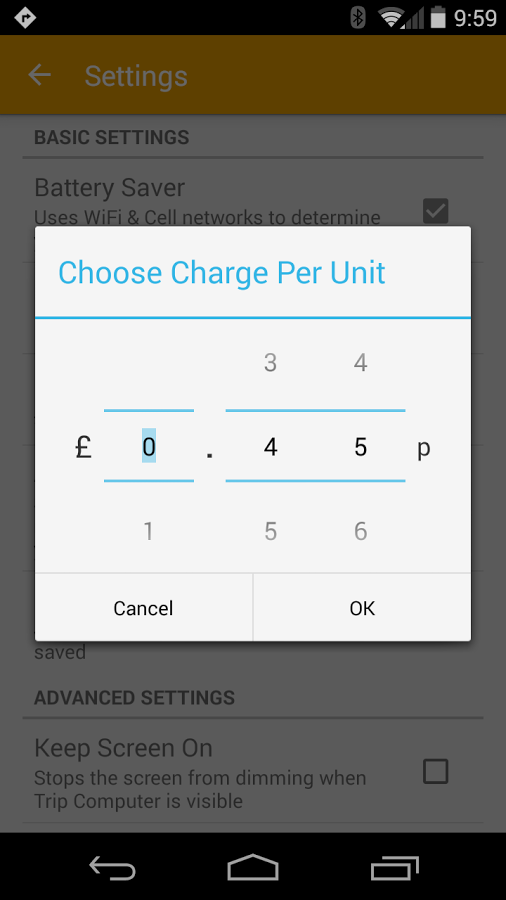 9:59
Settings
BASIC SETTINGS
Battery Saver
Uses WiFi & Cell networks to determine
Choose Charge Per Unit
3 4
£ 0 . 4 5 p
1 5 6
Cancel OK
saved
ADVANCED SETTINGS
Keep Screen On
Stops the screen from dimming when
Trip Computer is visible